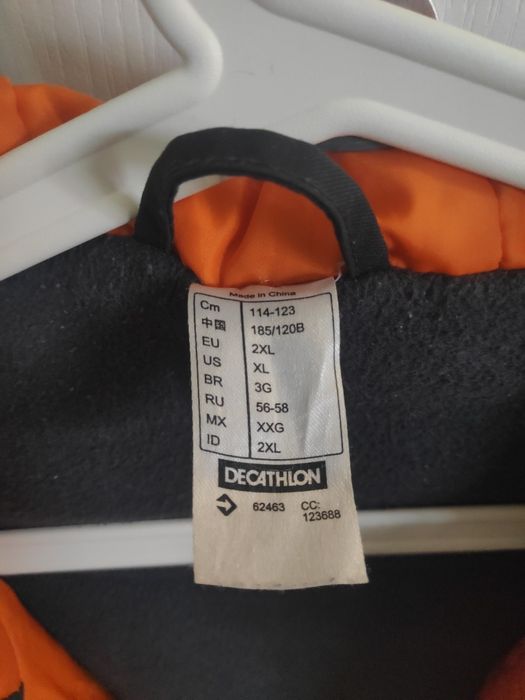 Made in China
Cm 114-123
中国 185/120B
EU 2XL
US XL
BR 3G
RU 56-58
MX XXG
ID 2XL
DECATHLON
62463 CC:
123688